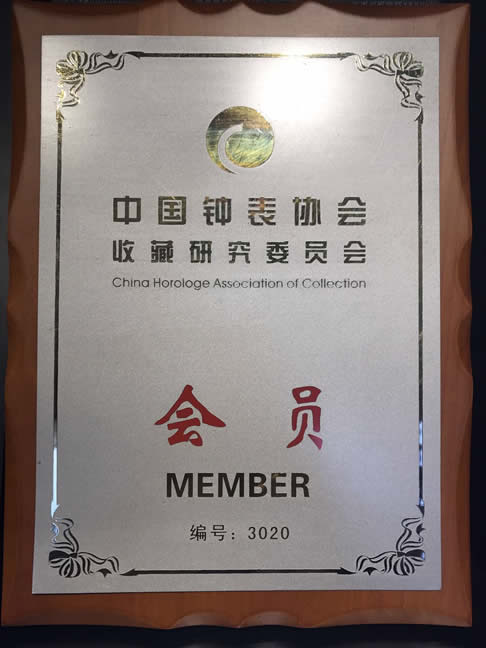 中国钟表协会
收藏研究委员会
China Horologe Association of Collection
会 员
MEMBER
编号：3020